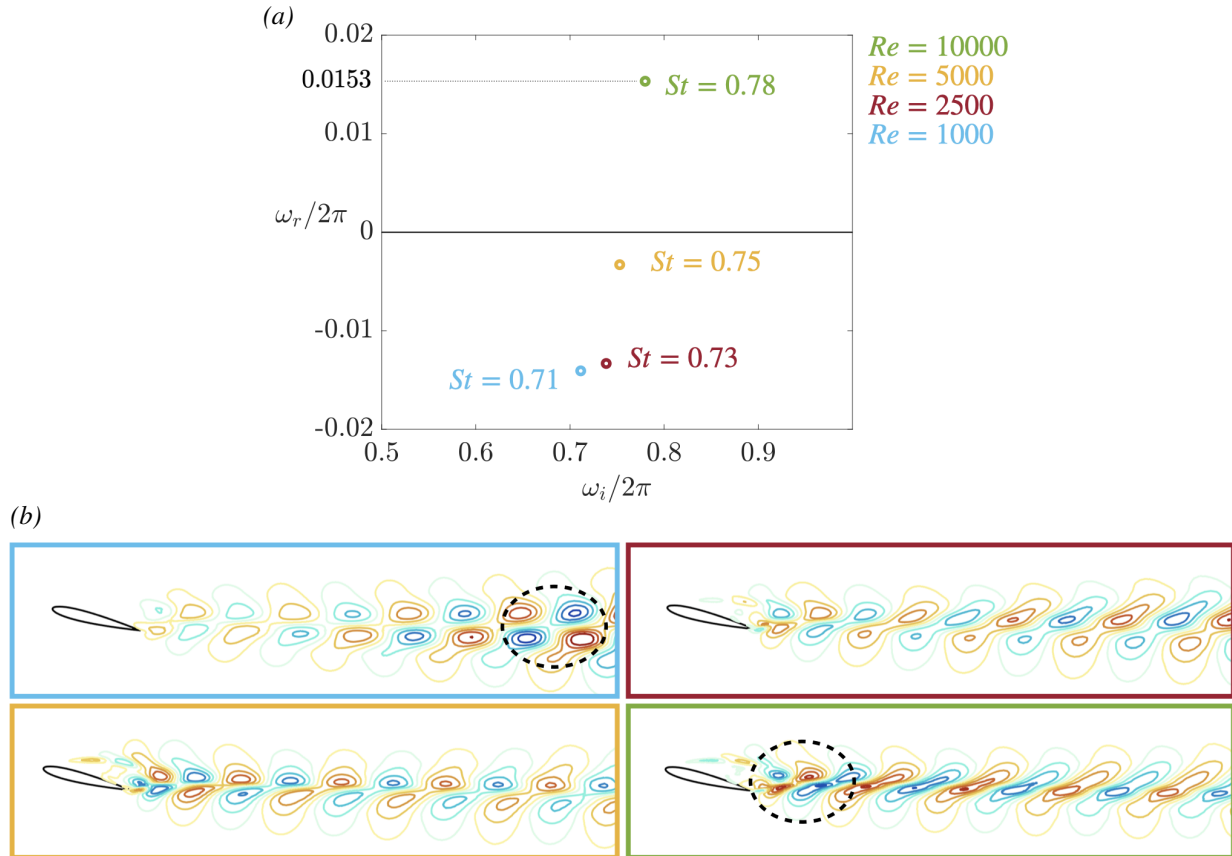 (a)
0.02
0.0153
0.01
ω_r/2π
0
-0.01
-0.02
0.5
0.6
0.7
0.8
0.9
ω_i/2π
St = 0.78
St = 0.75
St = 0.73
St = 0.71
Re = 10000
Re = 5000
Re = 2500
Re = 1000
(b)